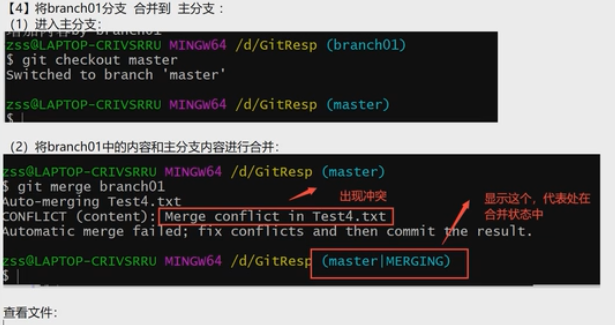 【4】将branch01分支 合并到 主分支：
（1）进入主分支：
zss@LAPTOP-CRIVSRRU MINGW64 /d/GitResp (branch01)
$ git checkout master
Switched to branch 'master'
zss@LAPTOP-CRIVSRRU MINGW64 /d/GitResp (master)
$
（2）将branch01中的内容和主分支内容进行合并：
zss@LAPTOP-CRIVSRRU MINGW64 /d/GitResp (master)
$ git merge branch01
Auto-merging Test4.txt
出现冲突
显示这个，代表处在
合并状态中
CONFLICT (content): Merge conflict in Test4.txt
Automatic merge failed; fix conflicts and then commit the result.
zss@LAPTOP-CRIVSRRU MINGW64 /d/GitResp (master|MERGING)
$
查看文件：